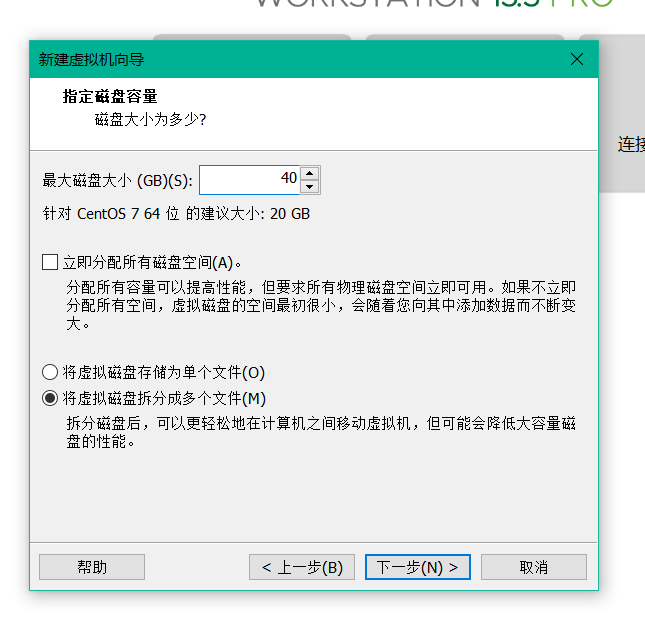 WORKSTATION 15.5 PRO
新建虚拟机向导
指定磁盘容量
磁盘大小为多少?
连接
最大磁盘大小 (GB)(S): 40
针对 CentOS 7 64 位 的建议大小: 20 GB
立即分配所有磁盘空间(A)。
分配所有容量可以提高性能，但要求所有物理磁盘空间立即可用。如果不立即
分配所有空间，虚拟磁盘的空间最初很小，会随着您向其中添加数据而不断变
大。
将虚拟磁盘存储为单个文件(O)
将虚拟磁盘拆分成多个文件(M)
拆分磁盘后，可以更轻松地在计算机之间移动虚拟机，但可能会降低大容量磁
盘的性能。
帮助
< 上一步(B)
下一步(N) >
取消